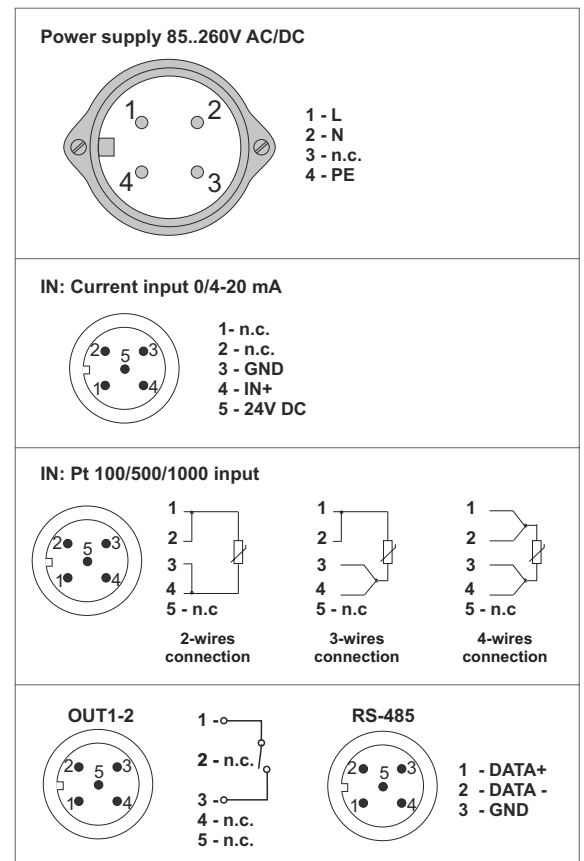 Power supply 85..260V AC/DC
1 2
4 3
1 - L
2 - N
3 - n.c.
4 - PE
IN: Current input 0/4-20 mA
2 5 3
1 4
1- n.c.
2 - n.c.
3 - GND
4 - IN+
5 - 24V DC
IN: Pt 100/500/1000 input
2 5 3
1 4
1
2
3
4
5 - n.c
2-wires
connection
1
2
3
4
5 - n.c
3-wires
connection
1
2
3
4
5 - n.c
4-wires
connection
OUT1-2
2 5 3
1 4
1 -
2 - n.c.
3 -
4 - n.c.
5 - n.c.
RS-485
2 5 3
1 4
1 - DATA+
2 - DATA -
3 - GND